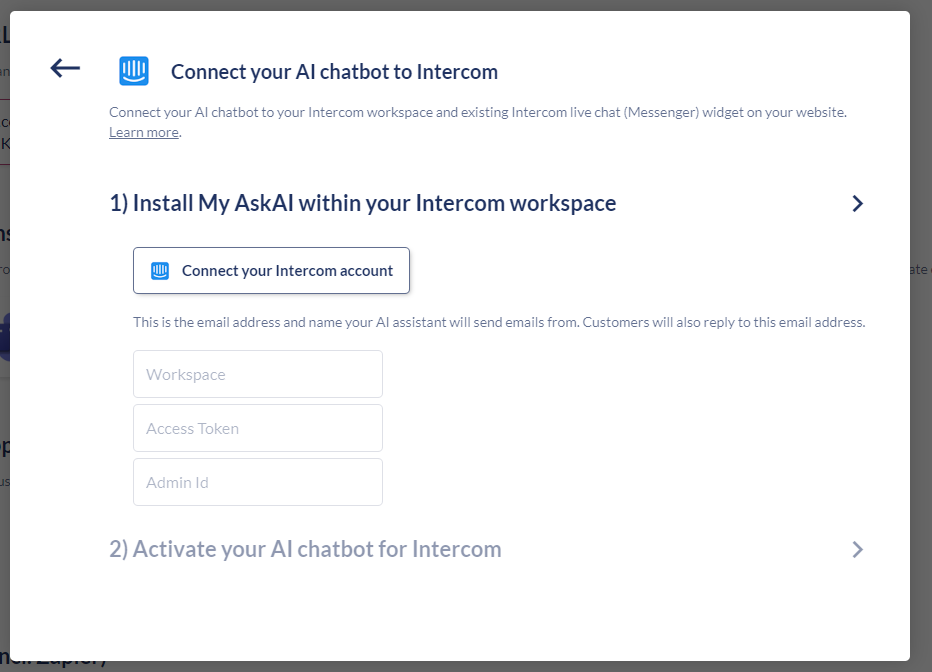 Connect your AI chatbot to Intercom
Connect your AI chatbot to your Intercom workspace and existing Intercom live chat (Messenger) widget on your website.
Learn more.
1) Install My AskAI within your Intercom workspace
Connect your Intercom account
This is the email address and name your AI assistant will send emails from. Customers will also reply to this email address.
Workspace
Access Token
Admin Id
2) Activate your AI chatbot for Intercom